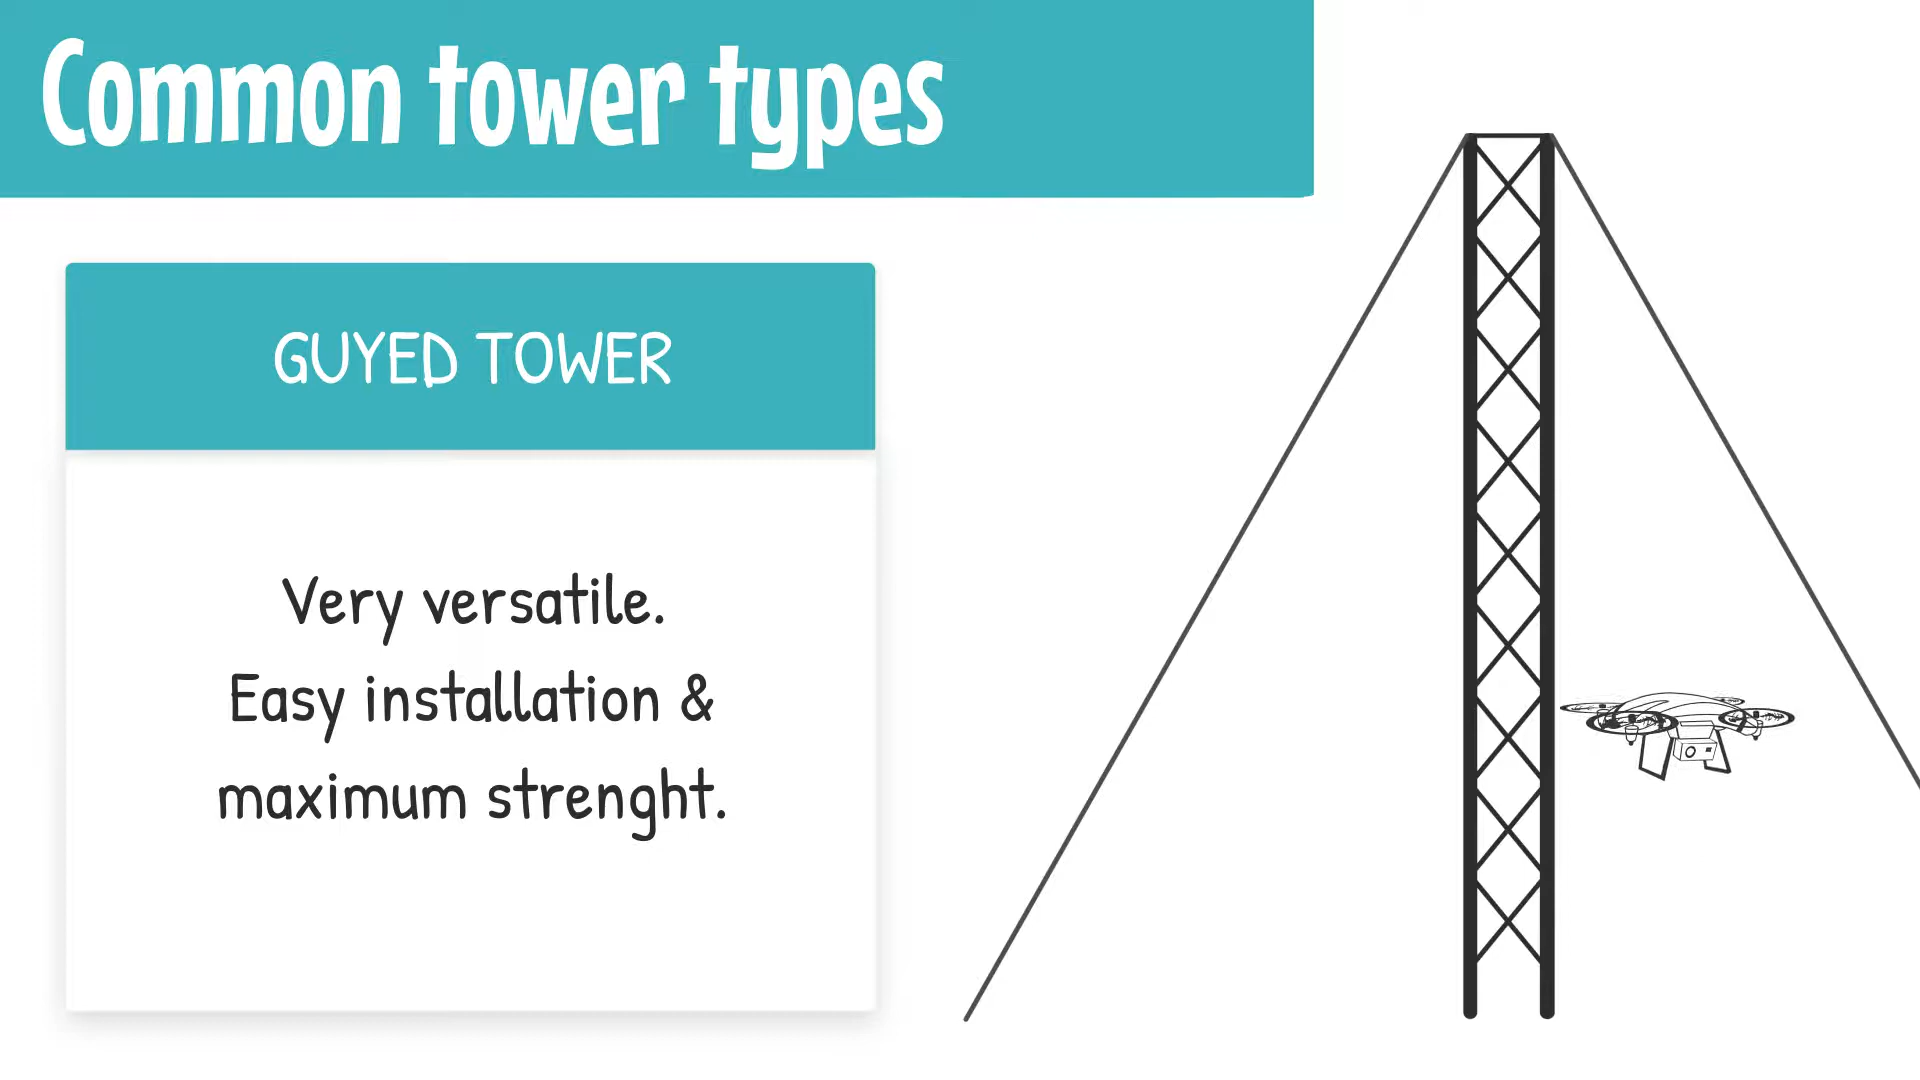 Common tower types
GUYED TOWER
Very versatile.
Easy installation &
maximum strenght.